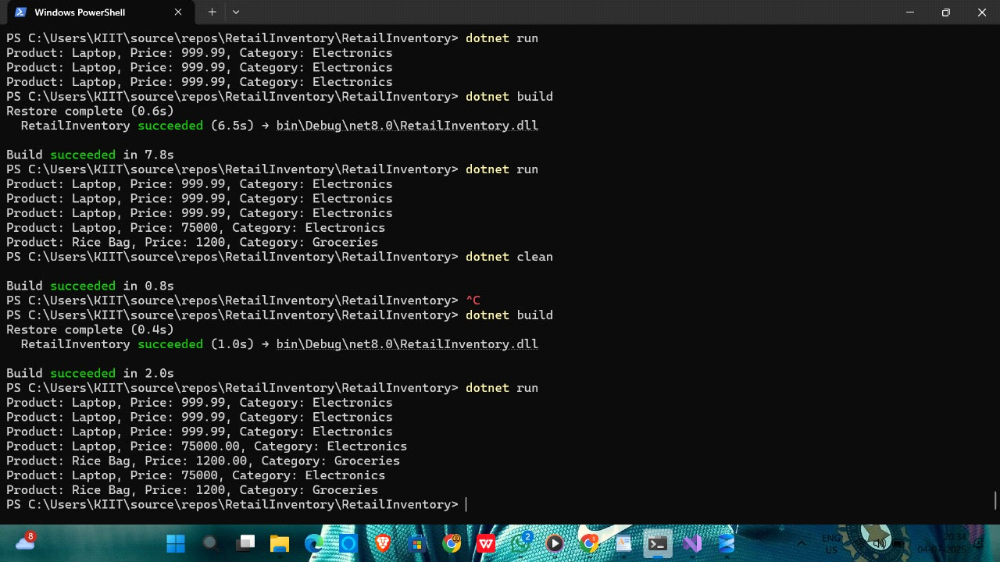 Windows PowerShell
PS C:\Users\KIIT\source\repos\RetailInventory\RetailInventory> dotnet run
Product: Laptop, Price: 999.99, Category: Electronics
Product: Laptop, Price: 999.99, Category: Electronics
Product: Laptop, Price: 999.99, Category: Electronics
PS C:\Users\KIIT\source\repos\RetailInventory\RetailInventory> dotnet build
Restore complete (0.6s)
  RetailInventory succeeded (6.5s) → bin\Debug\net8.0\RetailInventory.dll
Build succeeded in 7.8s
PS C:\Users\KIIT\source\repos\RetailInventory\RetailInventory> dotnet run
Product: Laptop, Price: 999.99, Category: Electronics
Product: Laptop, Price: 999.99, Category: Electronics
Product: Laptop, Price: 999.99, Category: Electronics
Product: Laptop, Price: 75000, Category: Electronics
Product: Rice Bag, Price: 1200, Category: Groceries
PS C:\Users\KIIT\source\repos\RetailInventory\RetailInventory> dotnet clean
Build succeeded in 0.8s
PS C:\Users\KIIT\source\repos\RetailInventory\RetailInventory> ^C
PS C:\Users\KIIT\source\repos\RetailInventory\RetailInventory> dotnet build
Restore complete (0.4s)
  RetailInventory succeeded (1.0s) → bin\Debug\net8.0\RetailInventory.dll
Build succeeded in 2.0s
PS C:\Users\KIIT\source\repos\RetailInventory\RetailInventory> dotnet run
Product: Laptop, Price: 999.99, Category: Electronics
Product: Laptop, Price: 999.99, Category: Electronics
Product: Laptop, Price: 999.99, Category: Electronics
Product: Laptop, Price: 75000.00, Category: Electronics
Product: Rice Bag, Price: 1200.00, Category: Groceries
Product: Laptop, Price: 75000, Category: Electronics
Product: Rice Bag, Price: 1200, Category: Groceries
PS C:\Users\KIIT\source\repos\RetailInventory\RetailInventory>
8
2
ENG
US
20:34
04-07-2025